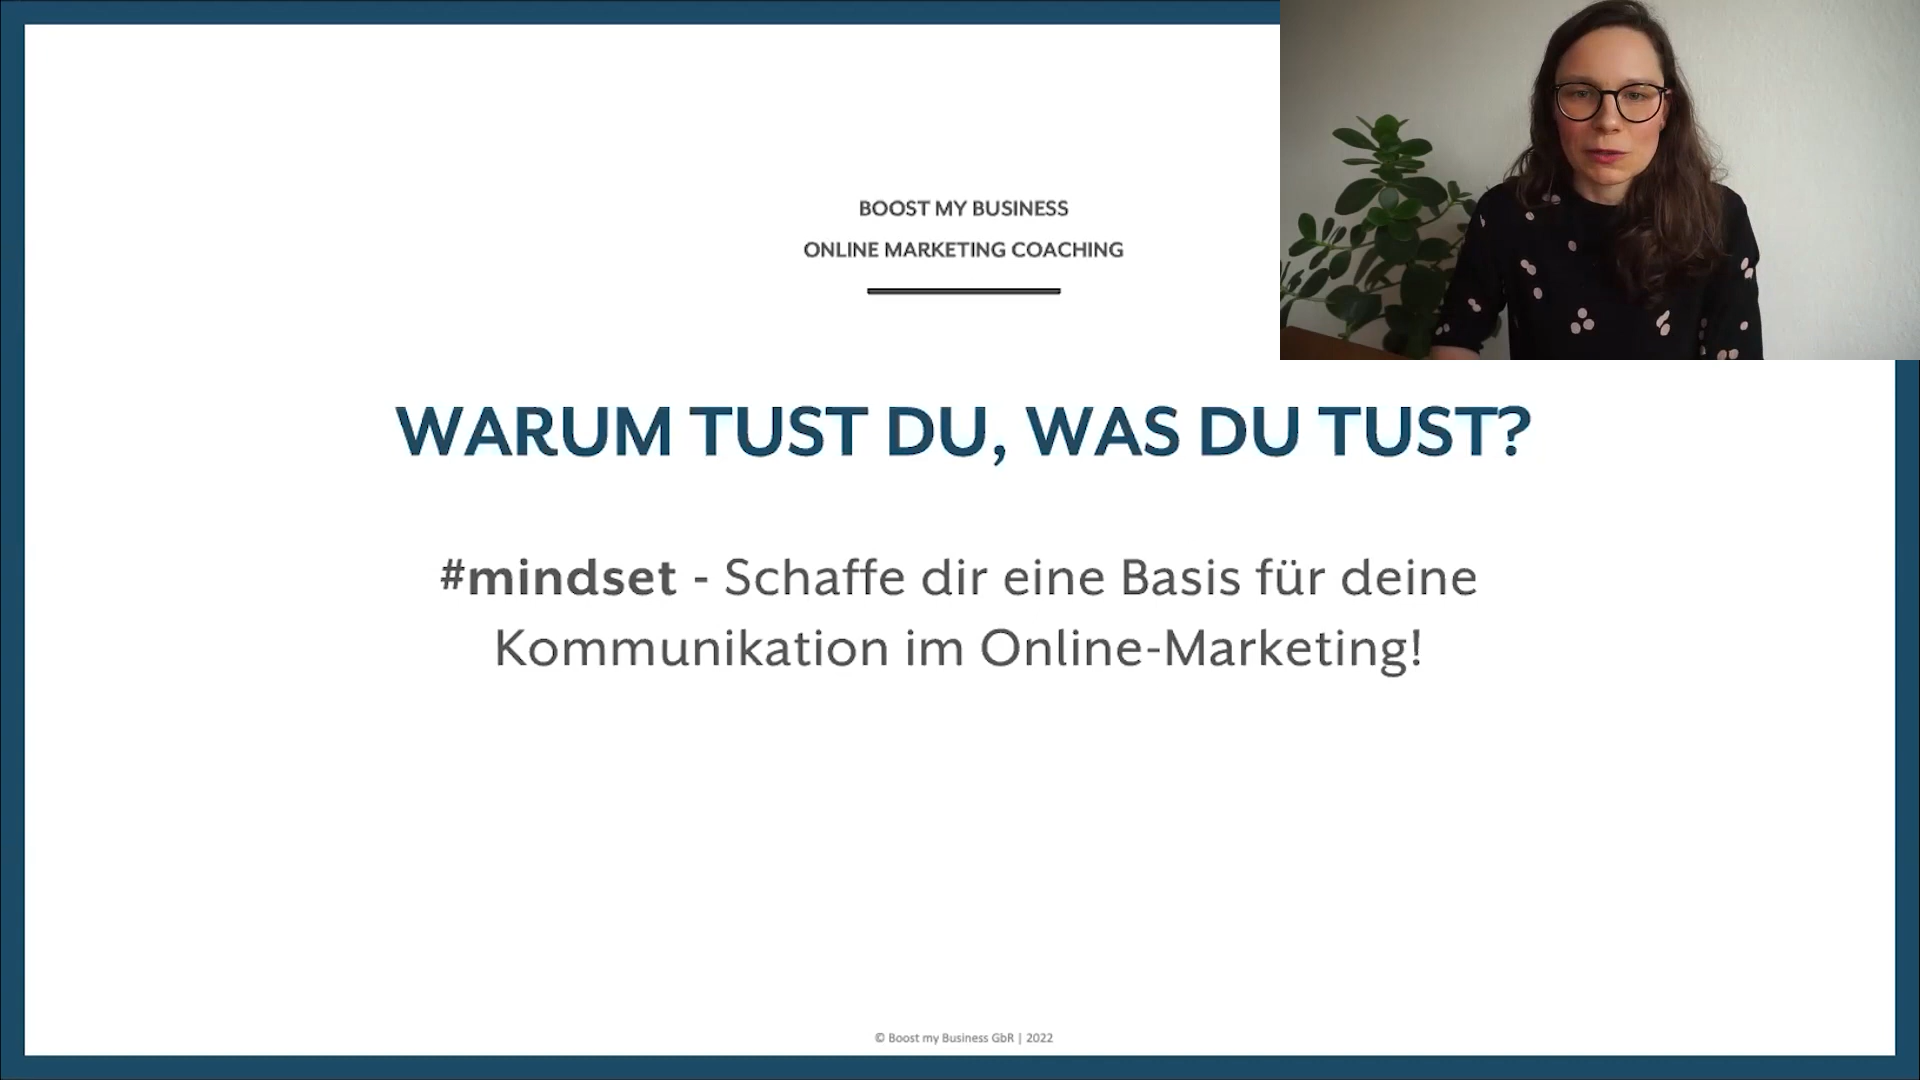 BOOST MY BUSINESS
ONLINE MARKETING COACHING
WARUM TUST DU, WAS DU TUST?
#mindset - Schaffe dir eine Basis für deine
Kommunikation im Online-Marketing!
© Boost my Business GbR | 2022